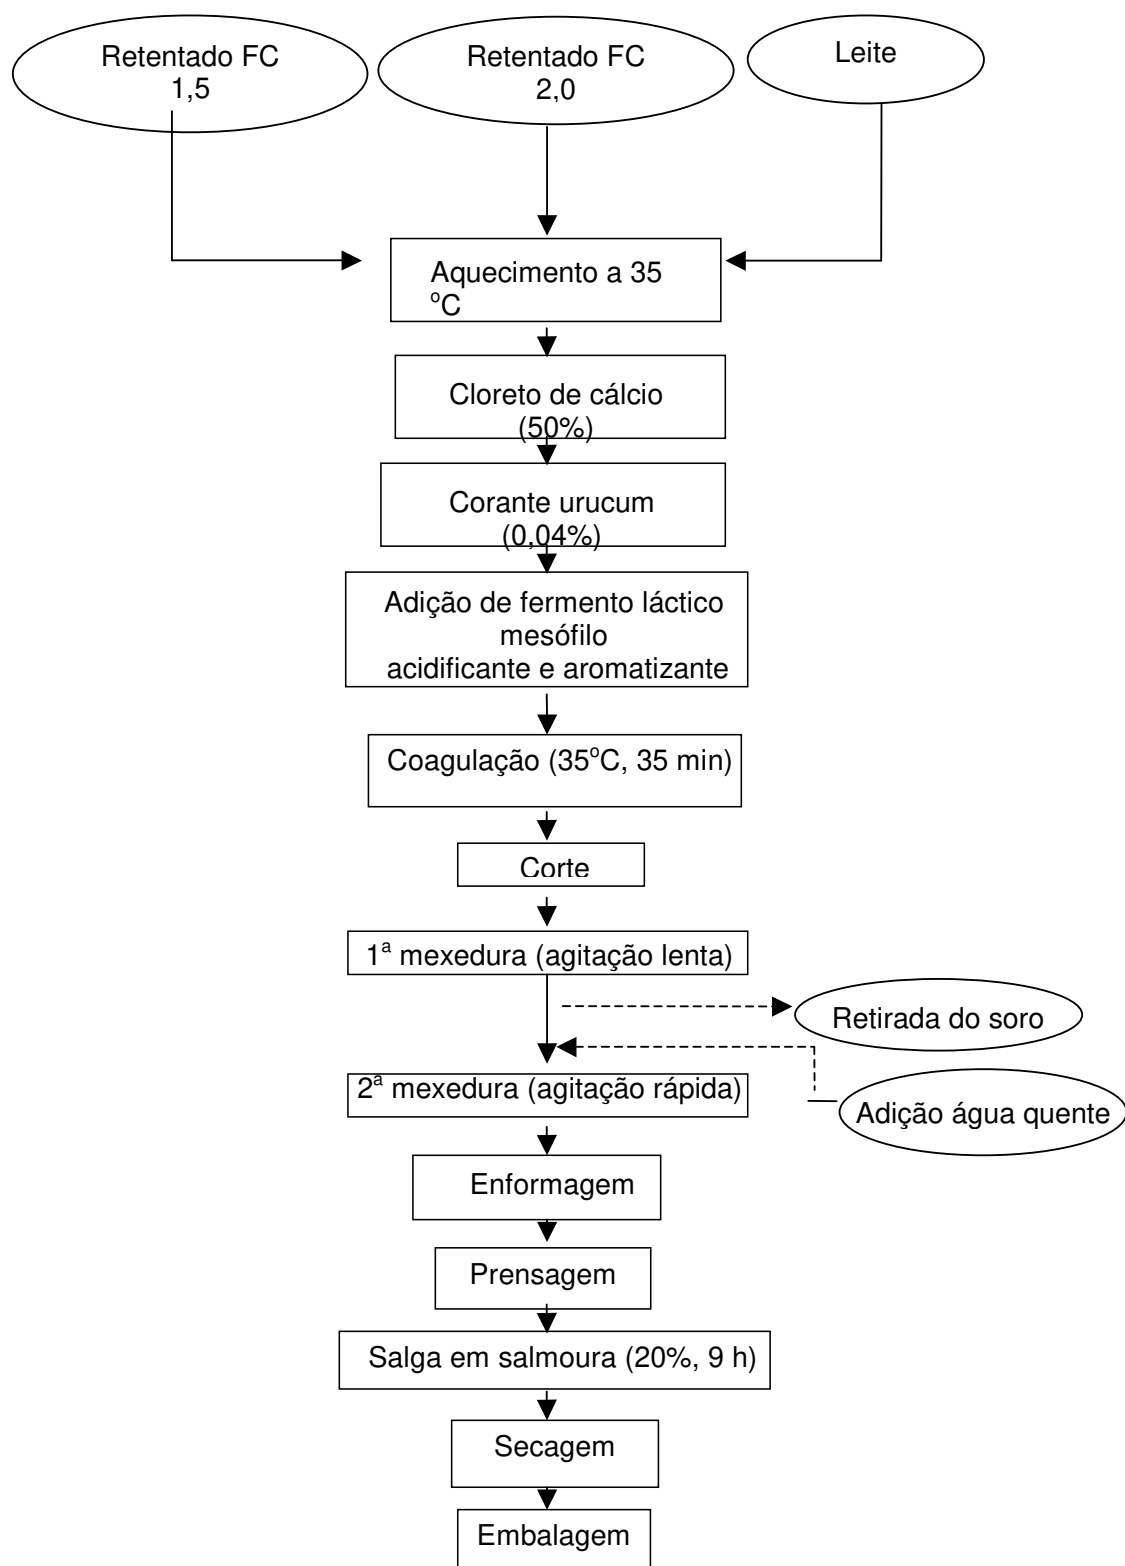 Retentado FC
1,5
Retentado FC
2,0
Leite
Aquecimento a 35
ºC
Cloreto de cálcio
(50%)
Corante urucum
(0,04%)
Adição de fermento láctico
mesófilo
acidificante e aromatizante
Coagulação (35ºC, 35 min)
Corte
1ª mexedura (agitação lenta)
Retirada do soro
2ª mexedura (agitação rápida)
Adição água quente
Enformagem
Prensagem
Salga em salmoura (20%, 9 h)
Secagem
Embalagem